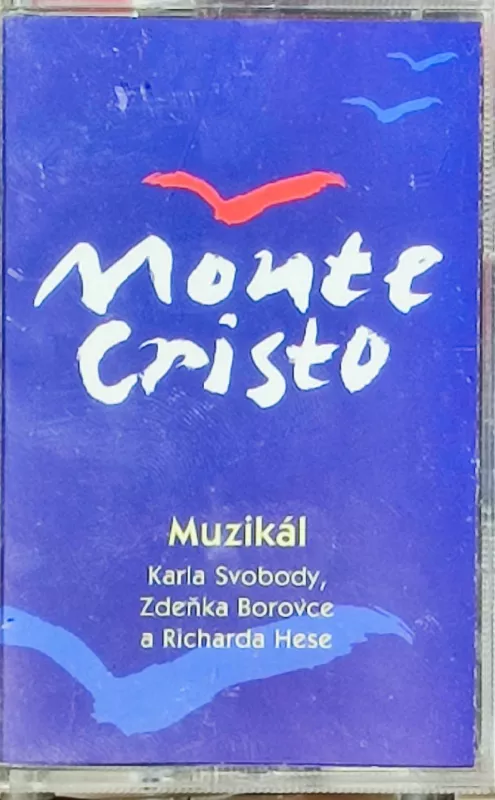 Monte
Cristo
Muzikál
Karla Svobody,
Zdeňka Borovce
a Richarda Hese